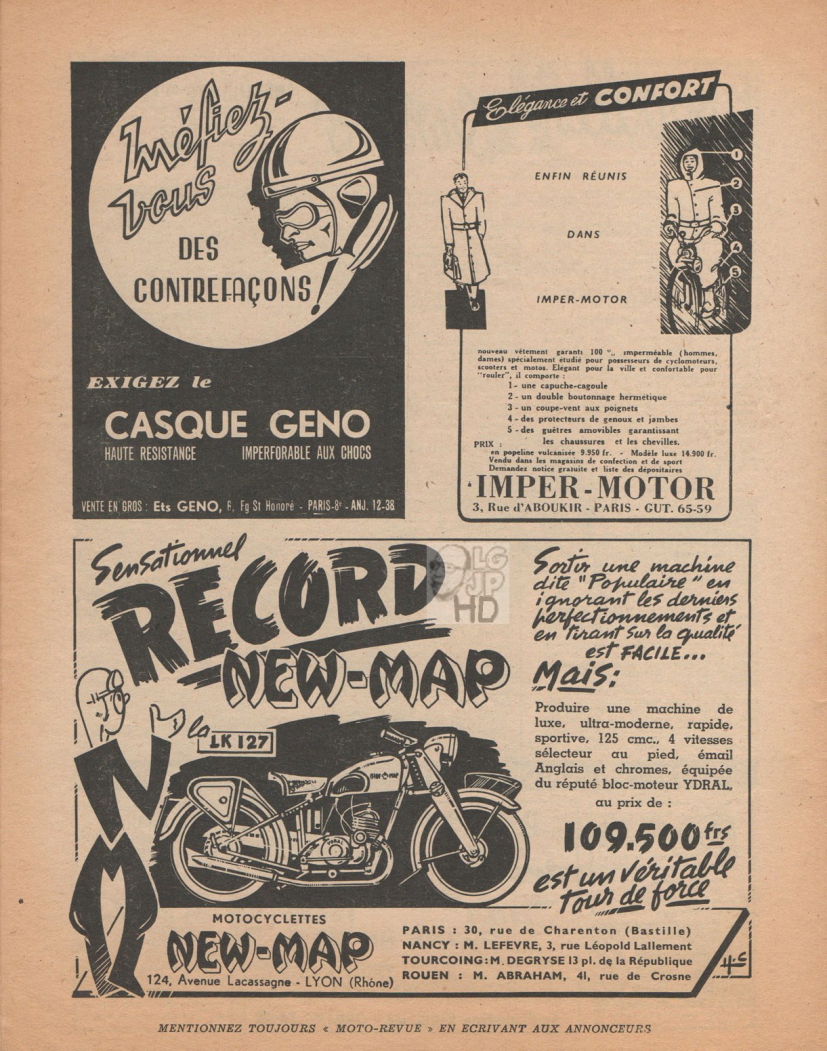 Méfiez-
vous
DES
CONTREFAÇONS!
EXIGEZ le
CASQUE GENO
HAUTE RESISTANCE IMPERFORABLE AUX CHOCS
VENTE EN GROS : Ets GENO, 8, Fg St Honoré - PARIS-8e - ANJ. 12-38
Elégance et CONFORT
ENFIN RÉUNIS
DANS
IMPER-MOTOR
1
2
3
4
5
nouveau vêtement garanti 100 % imperméable (hommes,
dames) spécialement étudié pour possesseurs de cyclomoteurs,
scooters et motos. Elégant pour la ville et confortable pour
"rouler", il comporte :
1 - une capuche-cagoule
2 - un double boutonnage hermétique
3 - un coupe-vent aux poignets
4 - des protecteurs de genoux et jambes
5 - des guêtres amovibles garantissant
les chaussures et les chevilles.
PRIX :
en popeline vulcanisée 9.950 fr. - Modèle luxe 14.900 fr.
Vendu dans les magasins de confection et de sport
Demandez notice gratuite et liste des dépositaires
IMPER-MOTOR
3, Rue d'ABOUKIR - PARIS - GUT. 65-59
Sensationnel
RECORD
NEW-MAP
la
LK 127
NEW MAP
LG
JP
HD
Sortir une machine
dite "Populaire" en
ignorant les derniers
perfectionnements et
en tirant sur la qualité
est FACILE...
Mais:
Produire une machine de
luxe, ultra-moderne, rapide,
sportive, 125 cmc., 4 vitesses
sélecteur au pied, émail
Anglais et chromes, équipée
du réputé bloc-moteur YDRAL,
au prix de :
109.500 frs
est un véritable
tour de force
MOTOCYCLETTES
NEW-MAP
124, Avenue Lacassagne - LYON (Rhône)
PARIS : 30, rue de Charenton (Bastille)
NANCY : M. LEFEVRE, 3, rue Léopold Lallement
TOURCOING : M. DEGRYSE 13 pl. de la République
ROUEN : M. ABRAHAM, 41, rue de Crosne
H.C
MENTIONNEZ TOUJOURS « MOTO-REVUE » EN ECRIVANT AUX ANNONCEURS